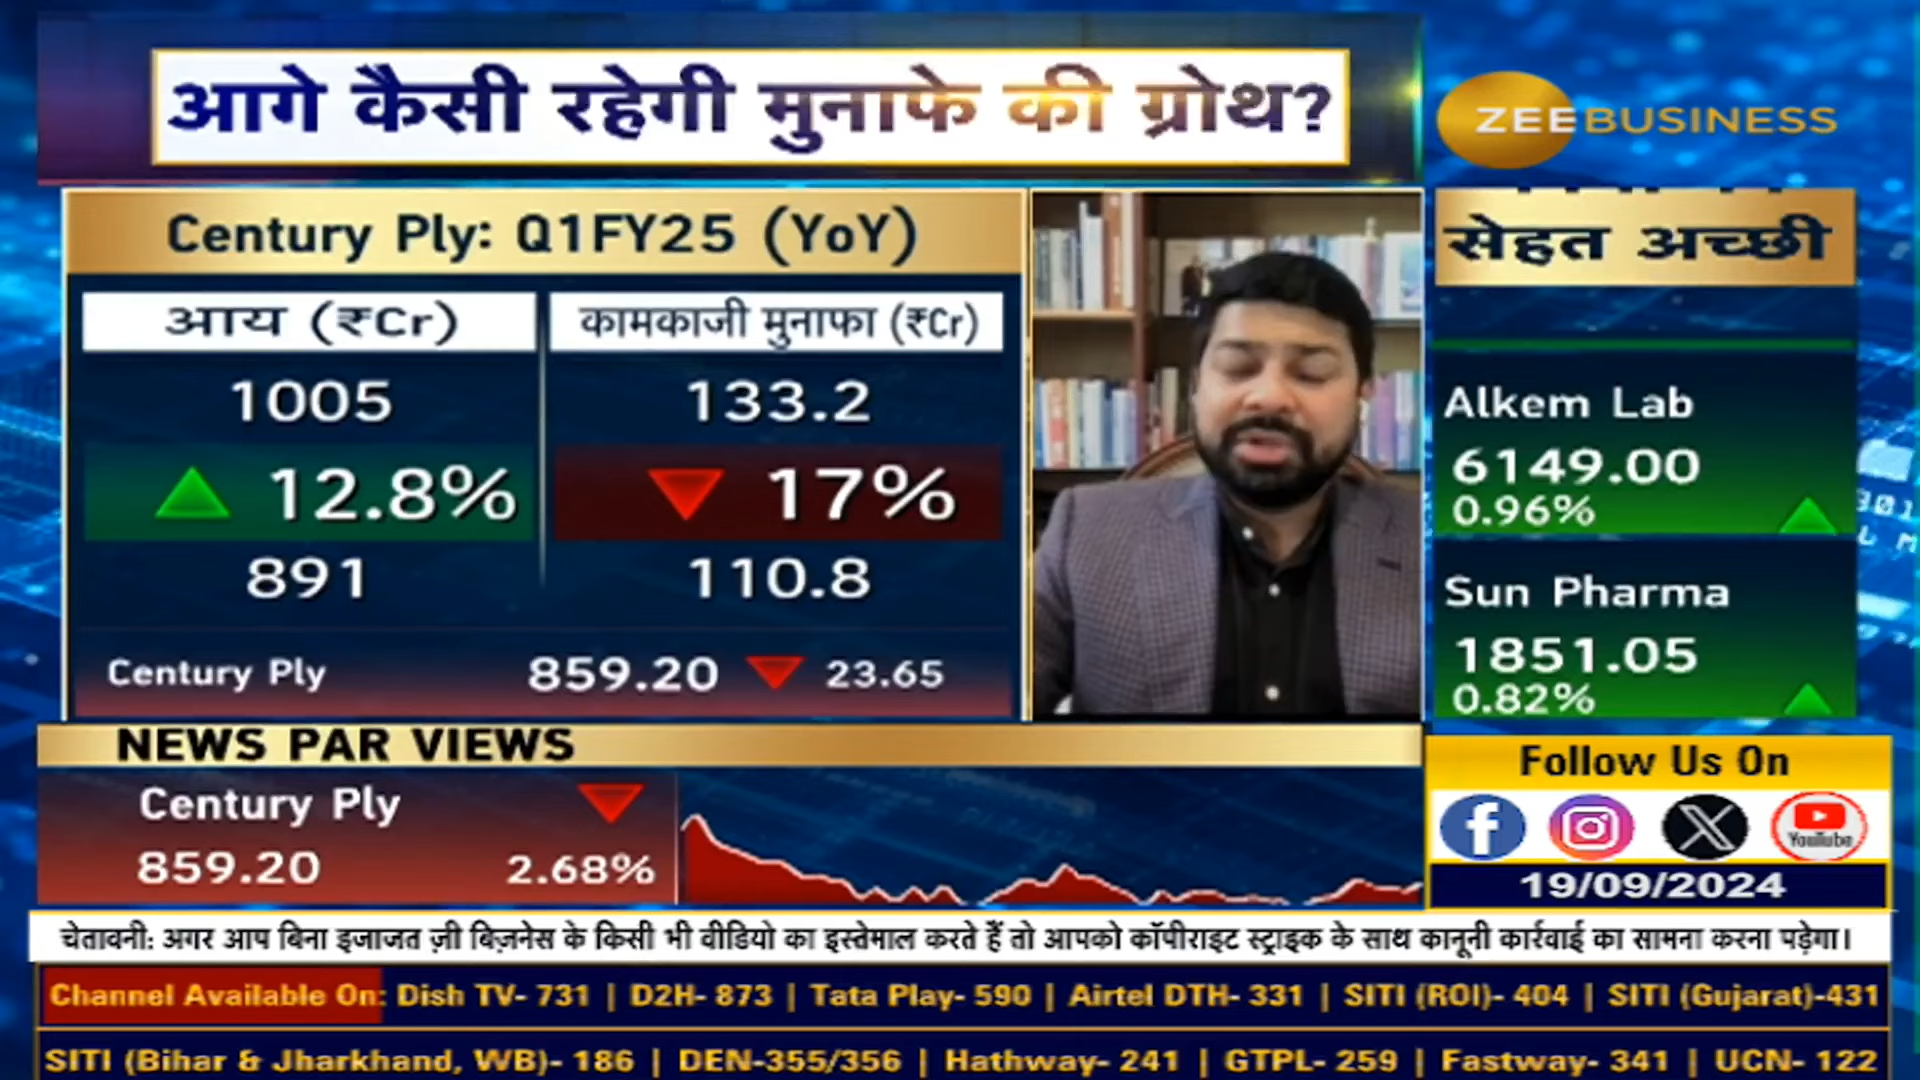 आगे कैसी रहेगी मुनाफे की ग्रोथ?
ZEEBUSINESS
Century Ply: Q1FY25 (YoY)
आय (₹Cr)
कामकाजी मुनाफा (₹Cr)
1005
133.2
12.8%
17%
891
110.8
Century Ply 859.20 23.65
सेहत अच्छी
Alkem Lab
6149.00
0.96%
Sun Pharma
1851.05
0.82%
NEWS PAR VIEWS
Century Ply
859.20 2.68%
Follow Us On
YouTube
19/09/2024
चेतावनी: अगर आप बिना इजाजत ज़ी बिज़नेस के किसी भी वीडियो का इस्तेमाल करते हैं तो आपको कॉपीराइट स्ट्राइक के साथ कानूनी कार्रवाई का सामना करना पड़ेगा।
Channel Available On: Dish TV- 731 | D2H- 873 | Tata Play- 590 | Airtel DTH- 331 | SITI (ROI)- 404 | SITI (Gujarat)-431
SITI (Bihar & Jharkhand, WB)- 186 | DEN-355/356 | Hathway- 241 | GTPL- 259 | Fastway- 341 | UCN- 122